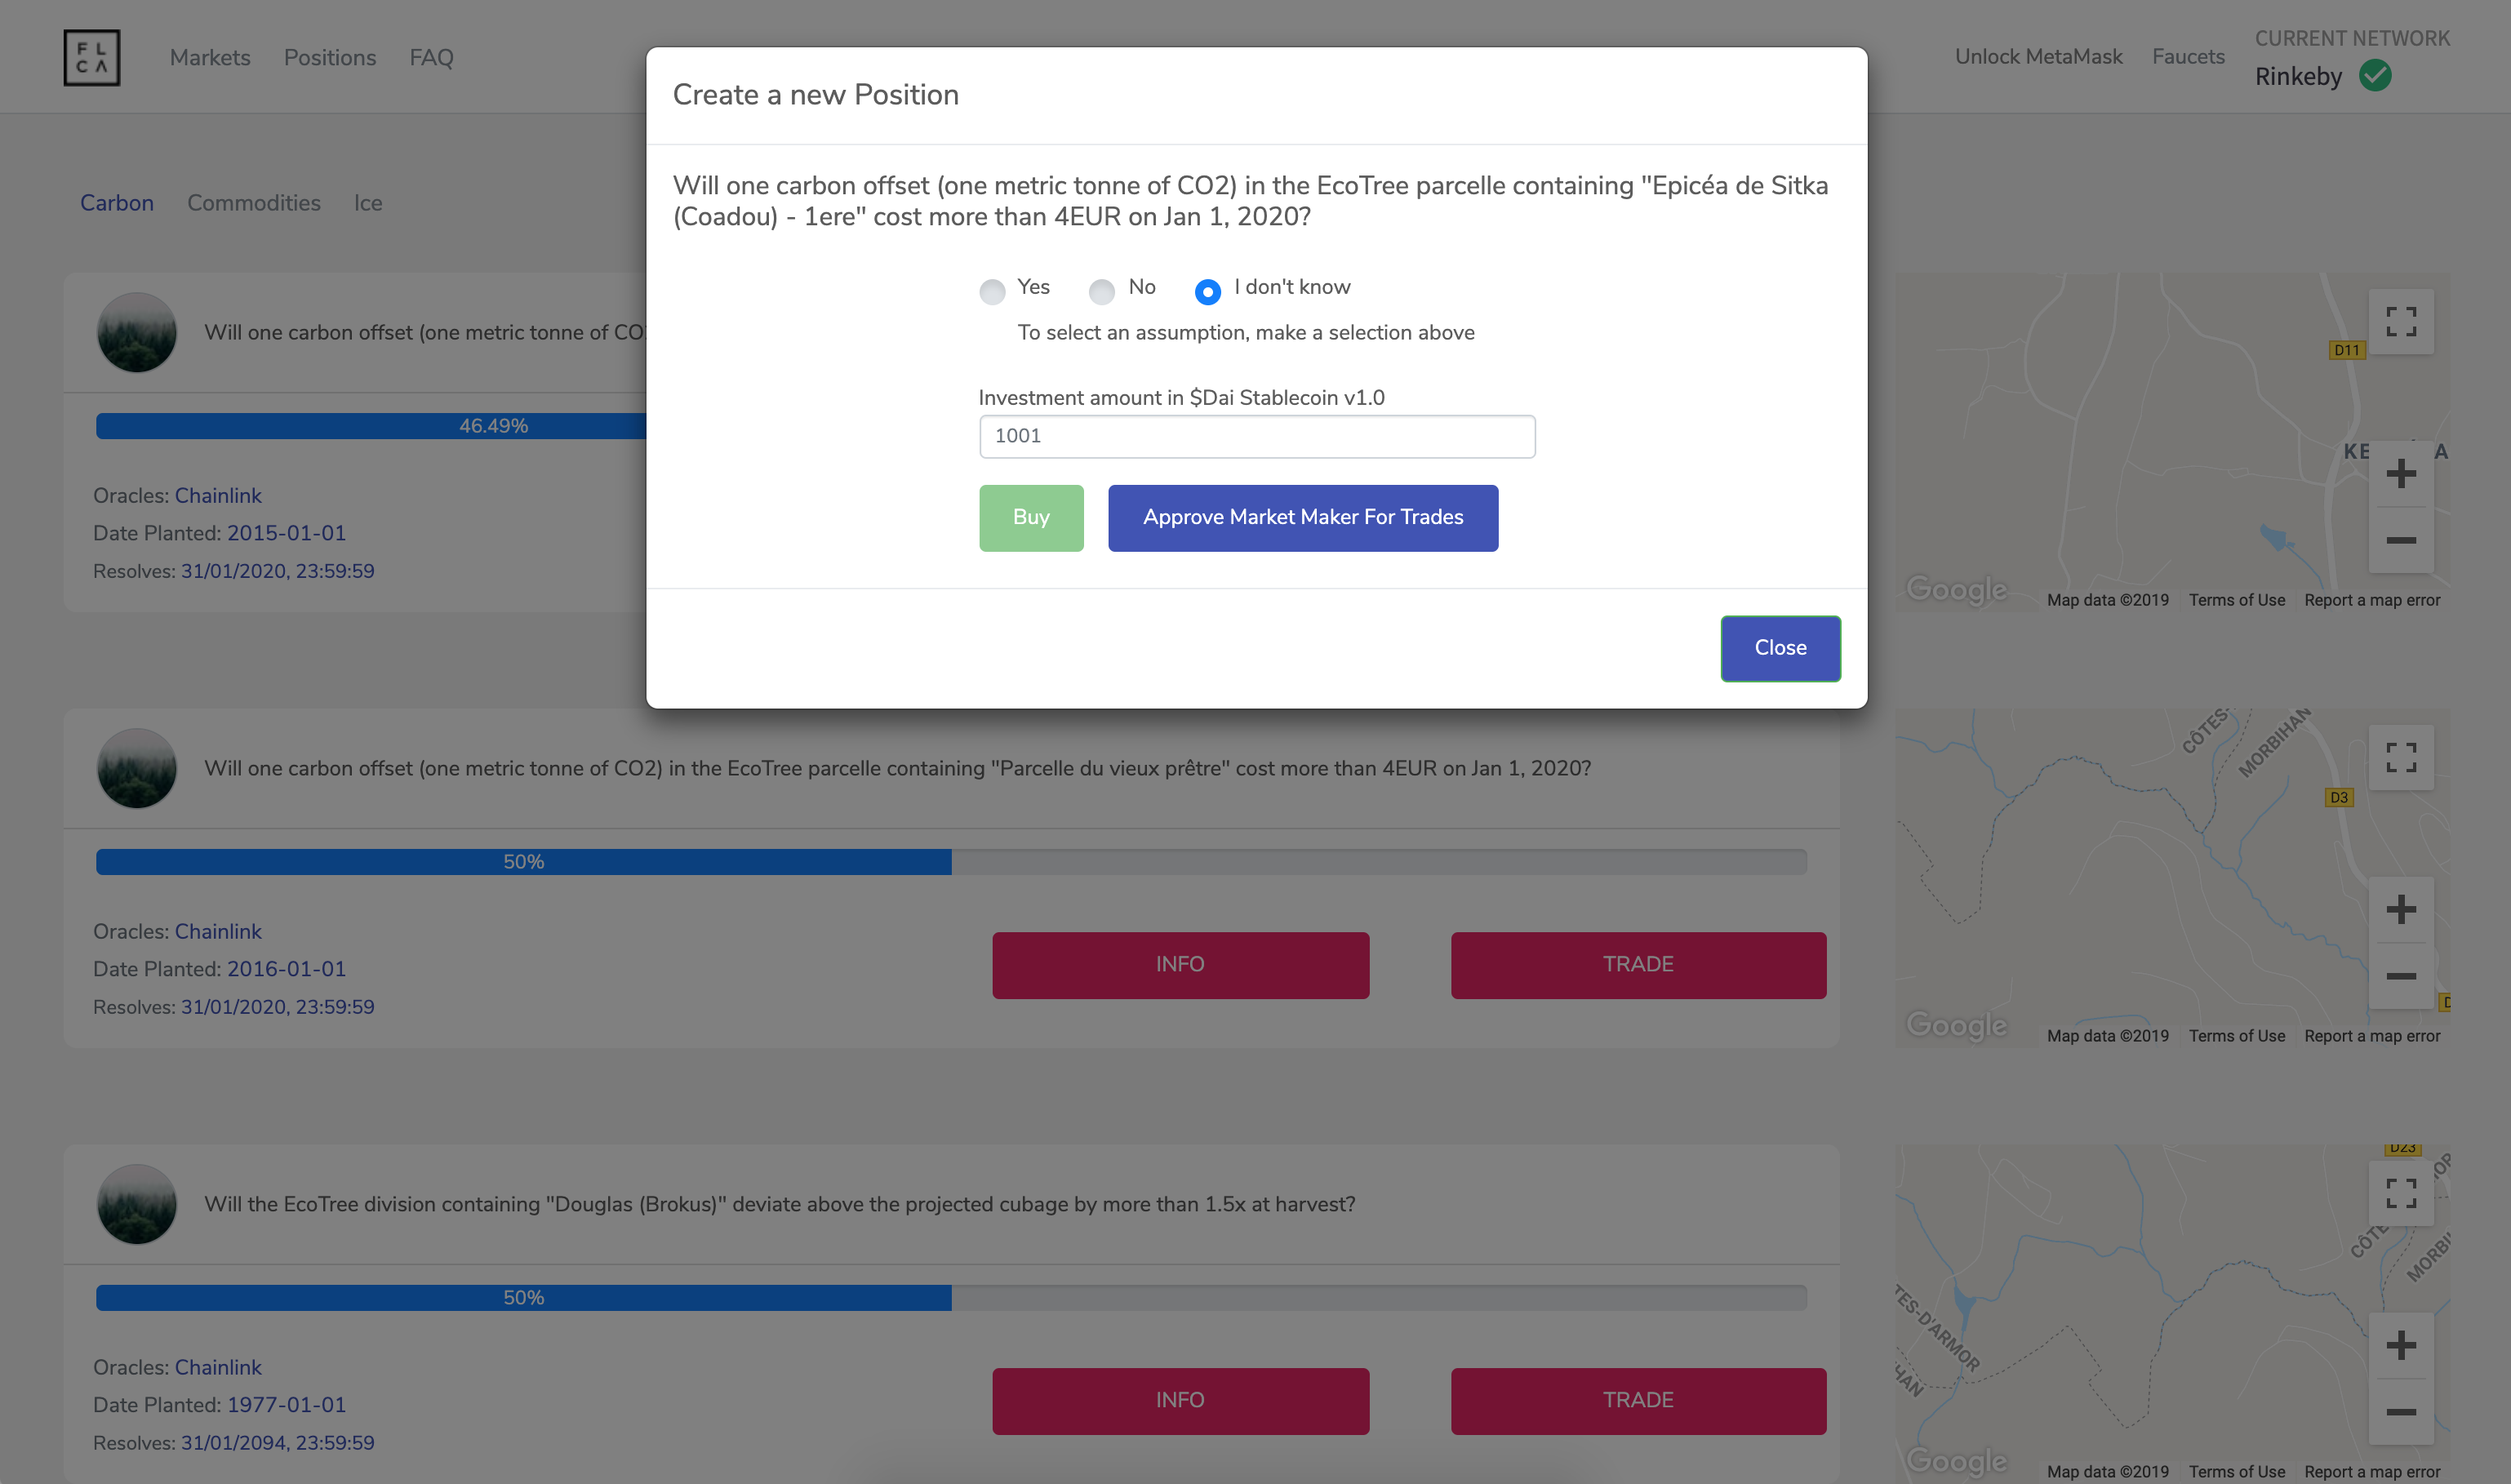 FL
CA
Markets
Positions
FAQ
Unlock MetaMask
Faucets
CURRENT NETWORK
Rinkeby
Create a new Position
Will one carbon offset (one metric tonne of CO2) in the EcoTree parcelle containing "Epicéa de Sitka
(Coadou) - 1ere" cost more than 4EUR on Jan 1, 2020?
Yes
No
I don't know
To select an assumption, make a selection above
Investment amount in $Dai Stablecoin v1.0
1001
Buy
Approve Market Maker For Trades
Close
Carbon
Commodities
Ice
Will one carbon offset (one metric tonne of
46.49%
Oracles: Chainlink
Date Planted: 2015-01-01
Resolves: 31/01/2020, 23:59:59
D11
Google
Map data ©2019
Terms of Use
Report a map error
Will one carbon offset (one metric tonne of CO2) in the EcoTree parcelle containing "Parcelle du vieux prêtre" cost more than 4EUR on Jan 1, 2020?
50%
Oracles: Chainlink
Date Planted: 2016-01-01
Resolves: 31/01/2020, 23:59:59
INFO
TRADE
CÔTES-
MORBIHAN
D3
Google
Map data ©2019
Terms of Use
Report a map error
Will the EcoTree division containing "Douglas (Brokus)" deviate above the projected cubage by more than 1.5x at harvest?
50%
Oracles: Chainlink
Date Planted: 1977-01-01
Resolves: 31/01/2094, 23:59:59
INFO
TRADE
D23
TES-D'ARMOR
HAN
Google
Map data ©2019
Terms of Use
Report a map error